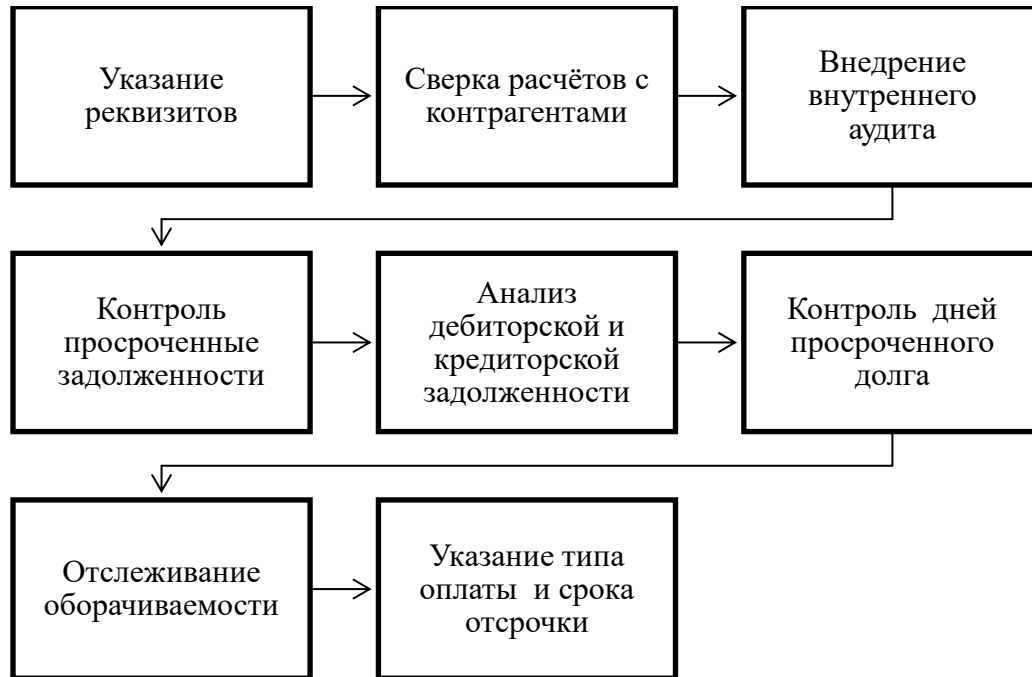 Указание
реквизитов
Сверка расчётов с
контрагентами
Внедрение
внутреннего
аудита
Контроль
просроченные
задолженности
Анализ
дебиторской и
кредиторской
задолженности
Контроль  дней
просроченного
долга
Отслеживание
оборачиваемости
Указание типа
оплаты  и срока
отсрочки